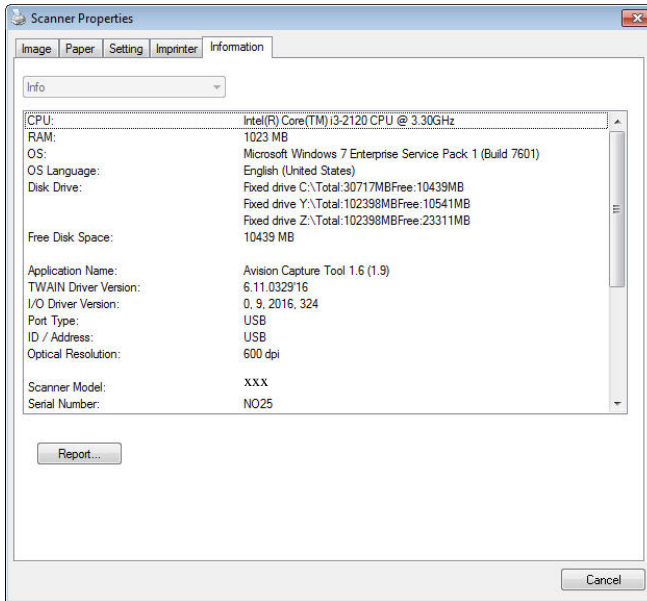 Scanner Properties
Image Paper Setting Imprinter Information
Info
CPU: Intel(R) Core(TM) i3-2120 CPU @ 3.30GHz
RAM: 1023 MB
OS: Microsoft Windows 7 Enterprise Service Pack 1 (Build 7601)
OS Language: English (United States)
Disk Drive: Fixed drive C:\Total:30717MBFree:10439MB
Fixed drive Y:\Total:102398MBFree:10541MB
Fixed drive Z:\Total:102398MBFree:23311MB
Free Disk Space: 10439 MB
Application Name: Avision Capture Tool 1.6 (1.9)
TWAIN Driver Version: 6.11.0329'16
I/O Driver Version: 0, 9, 2016, 324
Port Type: USB
ID / Address: USB
Optical Resolution: 600 dpi
Scanner Model: xxx
Serial Number: NO25
Report...
Cancel